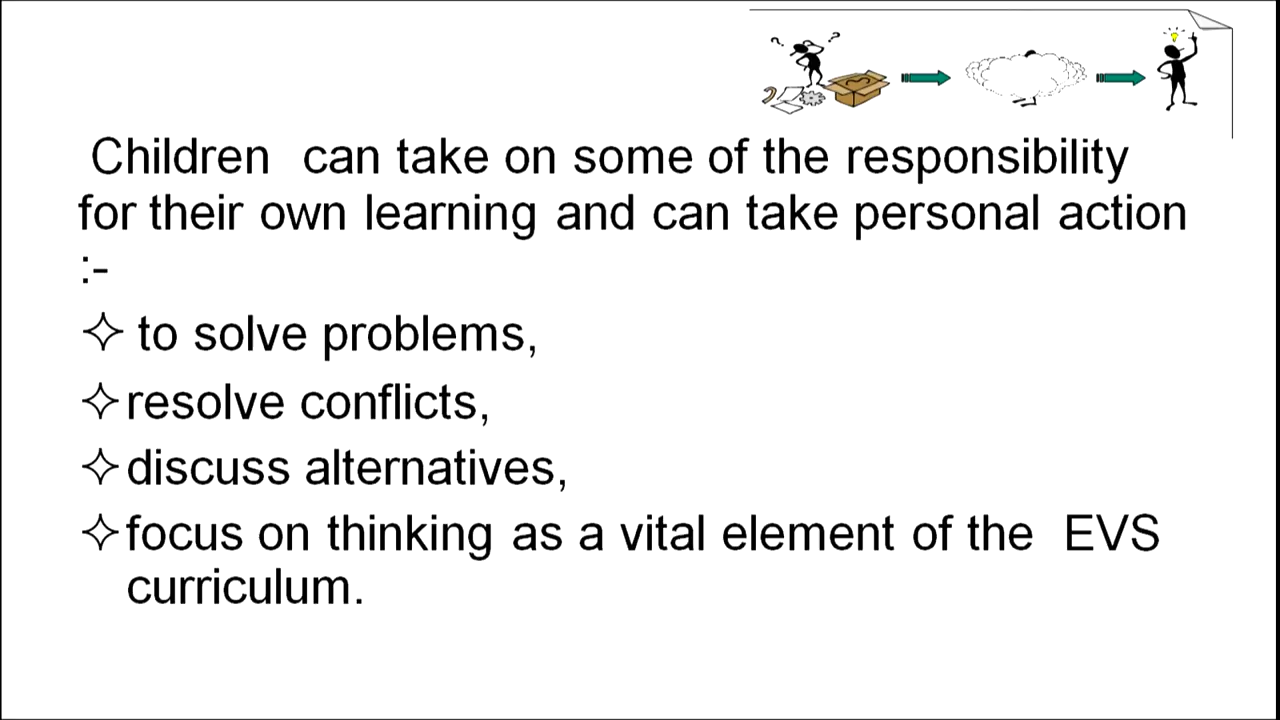 Children can take on some of the responsibility
for their own learning and can take personal action
:-
✧ to solve problems,
✧ resolve conflicts,
✧ discuss alternatives,
✧ focus on thinking as a vital element of the EVS
curriculum.